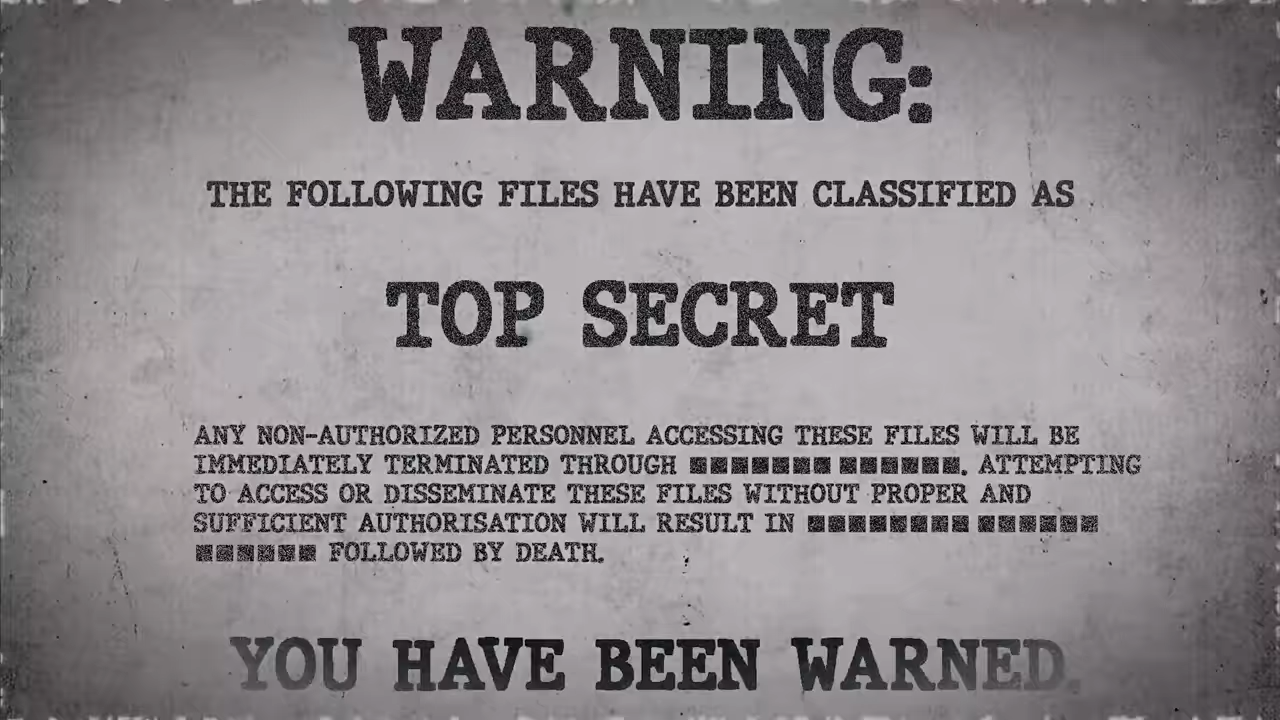 WARNING:
THE FOLLOWING FILES HAVE BEEN CLASSIFIED AS
TOP SECRET
ANY NON-AUTHORIZED PERSONNEL ACCESSING THESE FILES WILL BE
IMMEDIATELY TERMINATED THROUGH ■■■■■■■ ■■■■■■. ATTEMPTING
TO ACCESS OR DISSEMINATE THESE FILES WITHOUT PROPER AND
SUFFICIENT AUTHORISATION WILL RESULT IN ■■■■■■■■ ■■■■■■
■■■■■■ FOLLOWED BY DEATH.
YOU HAVE BEEN WARNED.